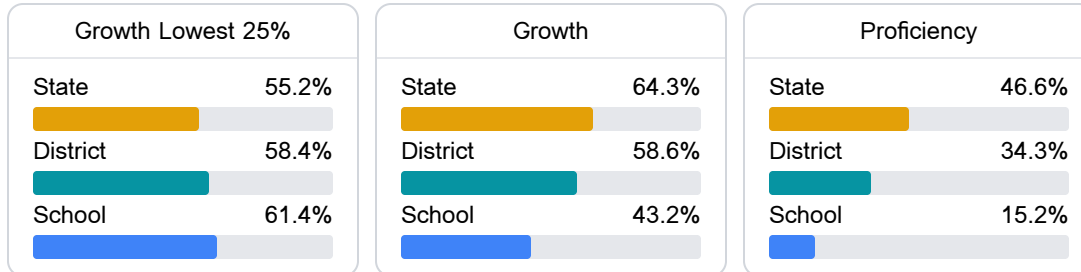 Growth Lowest 25%
State 55.2%
District 58.4%
School 61.4%
Growth
State 64.3%
District 58.6%
School 43.2%
Proficiency
State 46.6%
District 34.3%
School 15.2%